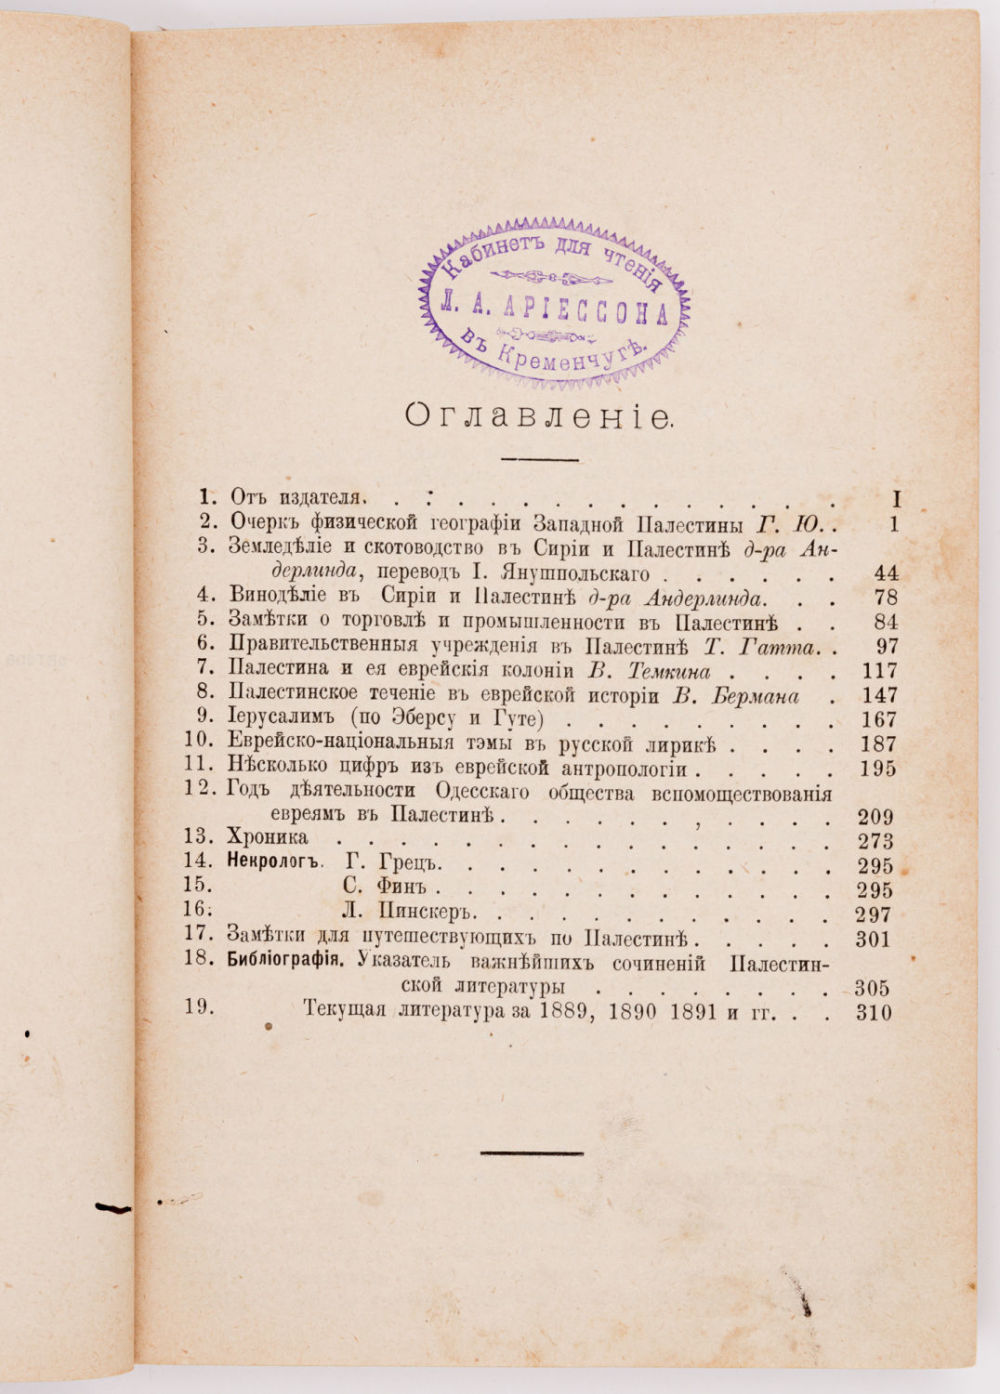 Кабинетъ для чтенія
Л. А. АРІЕССОНА
въ Кременчугѣ.
Оглавленіе.
1. Отъ издателя. . . . . . . . . . . . . I
2. Очеркъ физической географіи Западной Палестины Г. Ю. . 1
3. Земледѣліе и скотоводство въ Сиріи и Палестинѣ д-ра Ан-
дерлинда, переводъ І. Янушпольскаго . . . . . . 44
4. Винодѣліе въ Сиріи и Палестинѣ д-ра Андерлинда. . . 78
5. Замѣтки о торговлѣ и промышленности въ Палестинѣ . . 84
6. Правительственныя учрежденія въ Палестинѣ Т. Гатта. . 97
7. Палестина и ея еврейскія колоніи В. Темкина . . . . 117
8. Палестинское теченіе въ еврейской исторіи В. Бермана . 147
9. Іерусалимъ (по Эберсу и Гуте) . . . . . . . . . 167
10. Еврейско-національныя тэмы въ русской лирикѣ . . . . 187
11. Нѣсколько цифръ изъ еврейской антропологіи . . . . . 195
12. Годъ дѣятельности Одесскаго общества вспомоществованія
евреямъ въ Палестинѣ . . . . . . , . . . . 209
13. Хроника . . . . . . . . . . . . . 273
14. Некрологъ. Г. Грецъ. . . . . . . . . . . . 295
15. С. Финъ . . . . . . . . . . . . 295
16. Л. Пинскеръ. . . . . . . . . . . 297
17. Замѣтки для путешествующихъ по Палестинѣ . . . . . 301
18. Библіографія. Указатель важнѣйшихъ сочиненій Палестин-
ской литературы . . . . . . . . 305
19. Текущая литература за 1889, 1890 1891 и гг. . . 310